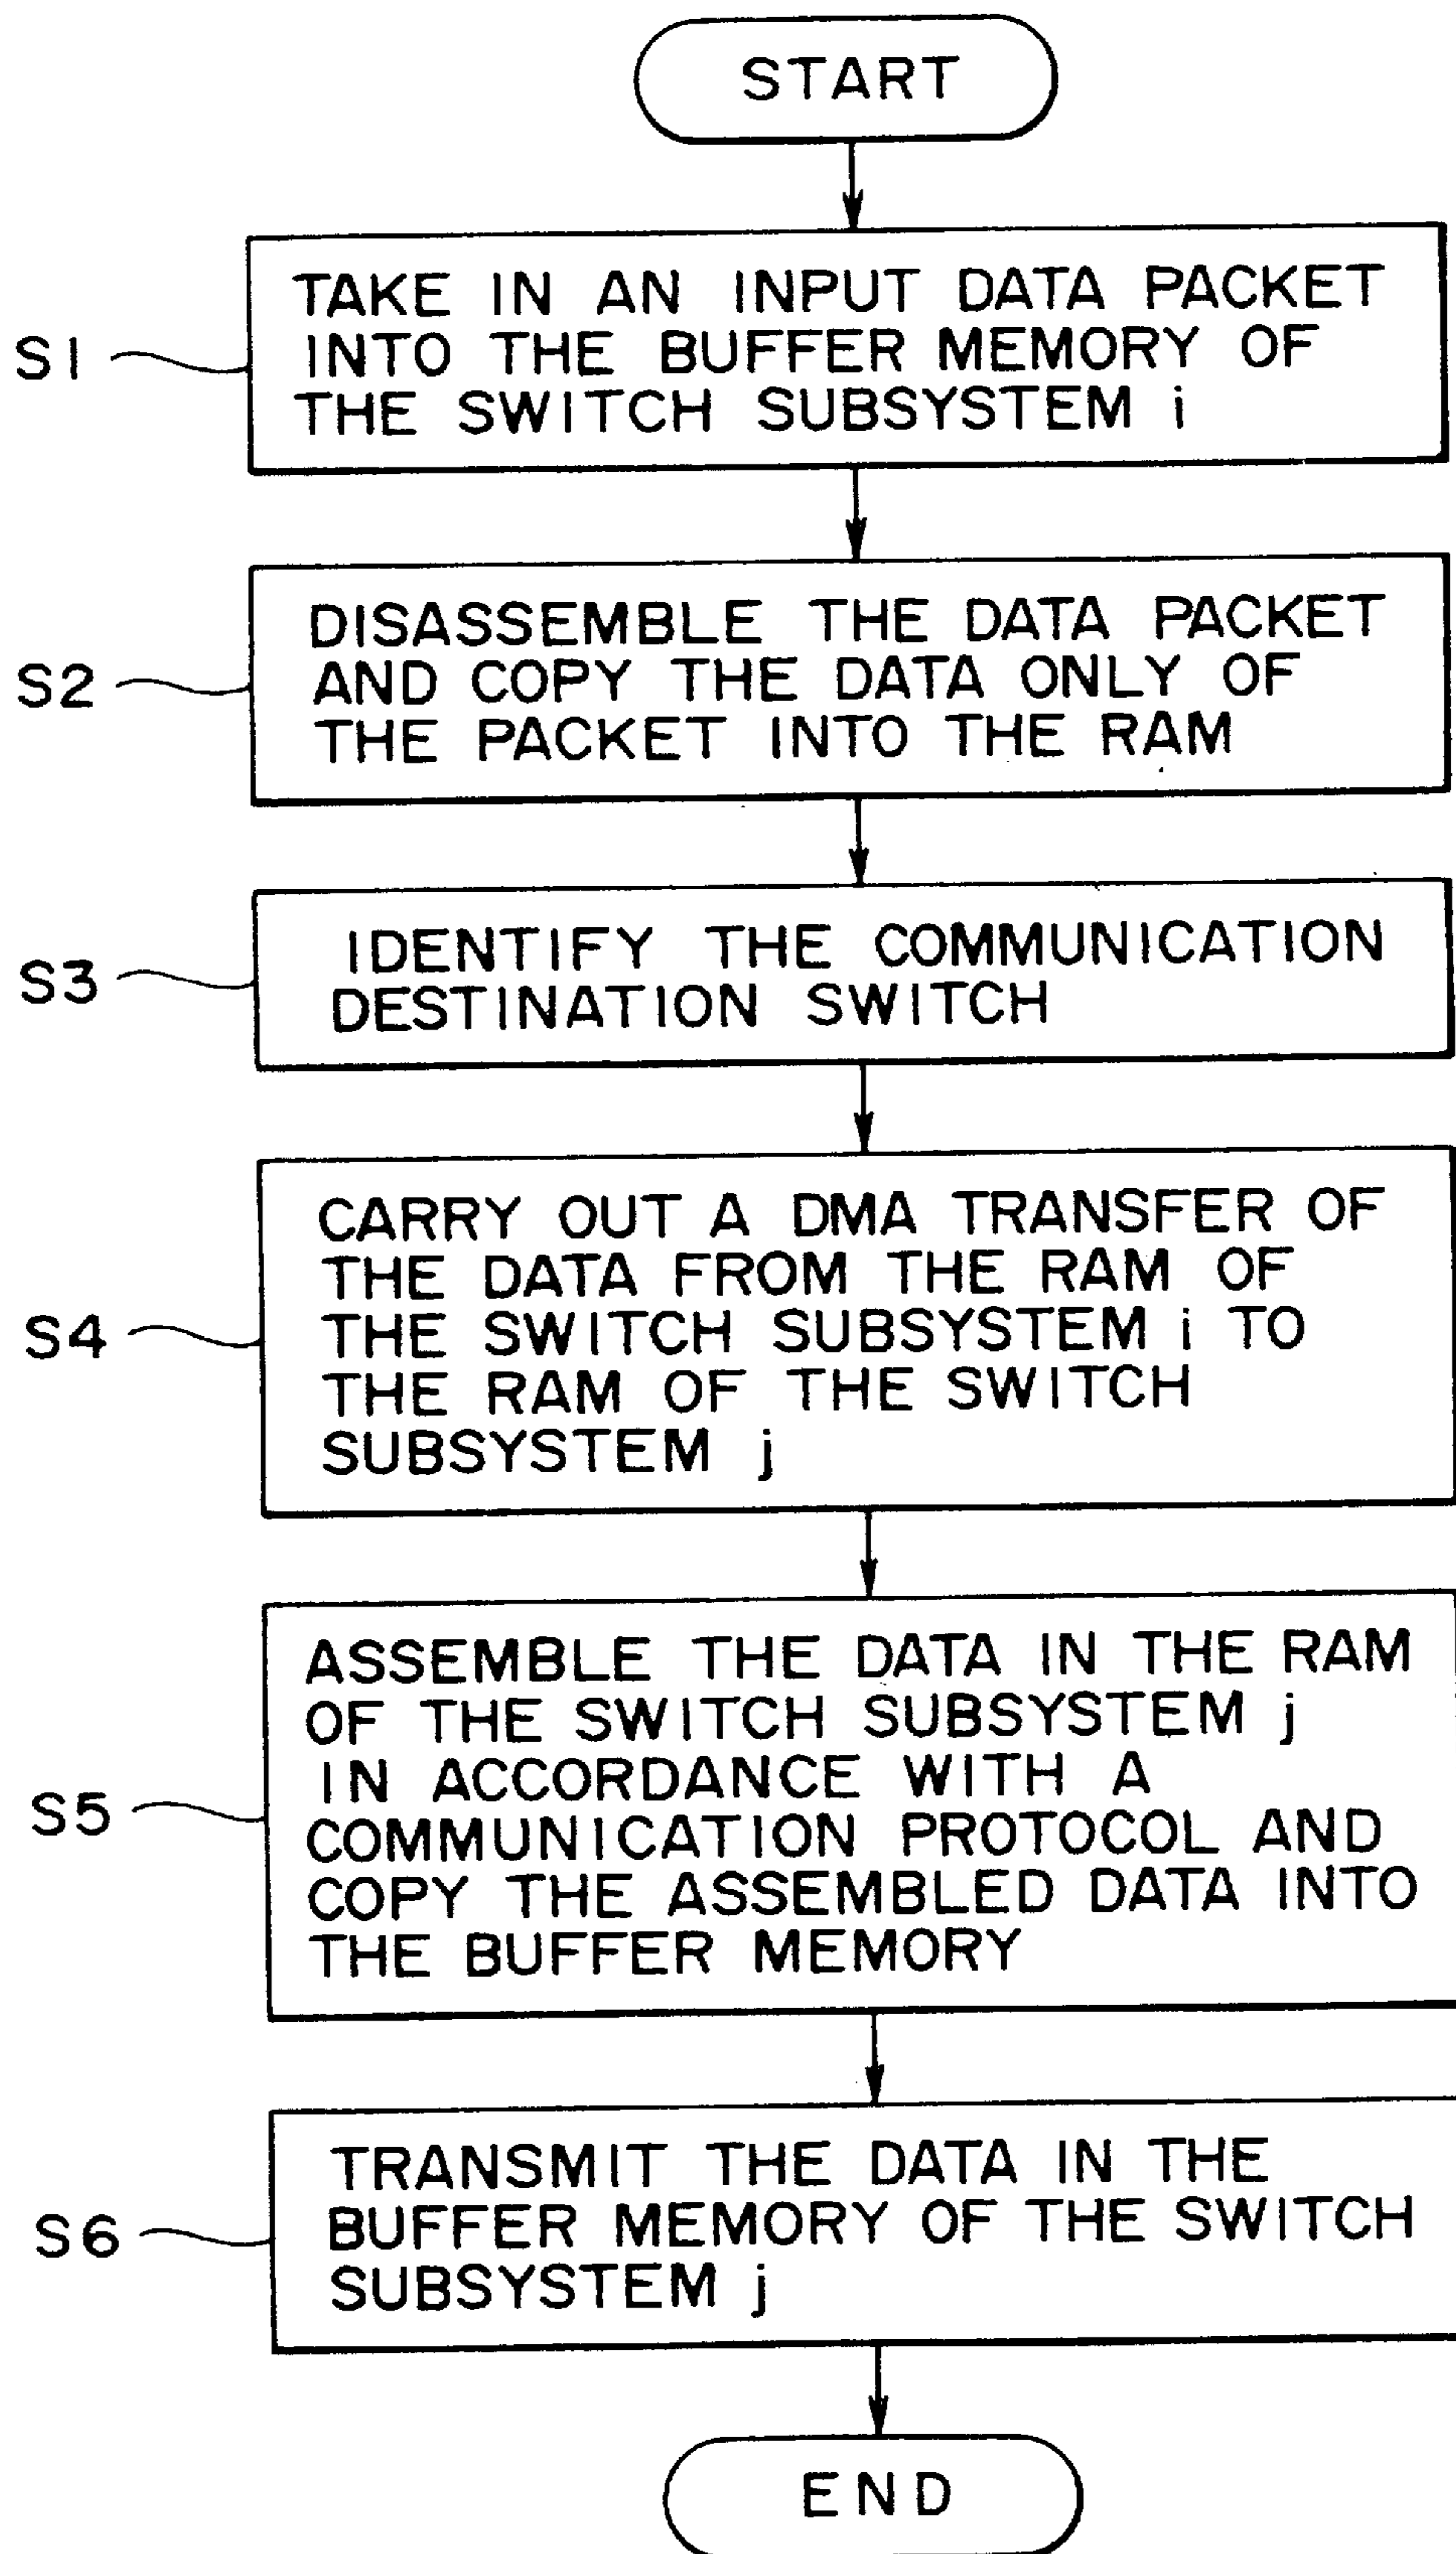 START
TAKE IN AN INPUT DATA PACKET
INTO THE BUFFER MEMORY OF
THE SWITCH SUBSYSTEM i
S1
DISASSEMBLE THE DATA PACKET
AND COPY THE DATA ONLY OF
THE PACKET INTO THE RAM
S2
IDENTIFY THE COMMUNICATION
DESTINATION SWITCH
S3
CARRY OUT A DMA TRANSFER OF
THE DATA FROM THE RAM OF
THE SWITCH SUBSYSTEM i TO
THE RAM OF THE SWITCH
SUBSYSTEM j
S4
ASSEMBLE THE DATA IN THE RAM
OF THE SWITCH SUBSYSTEM j
IN ACCORDANCE WITH A
COMMUNICATION PROTOCOL AND
COPY THE ASSEMBLED DATA INTO
THE BUFFER MEMORY
S5
TRANSMIT THE DATA IN THE
BUFFER MEMORY OF THE SWITCH
SUBSYSTEM j
S6
END